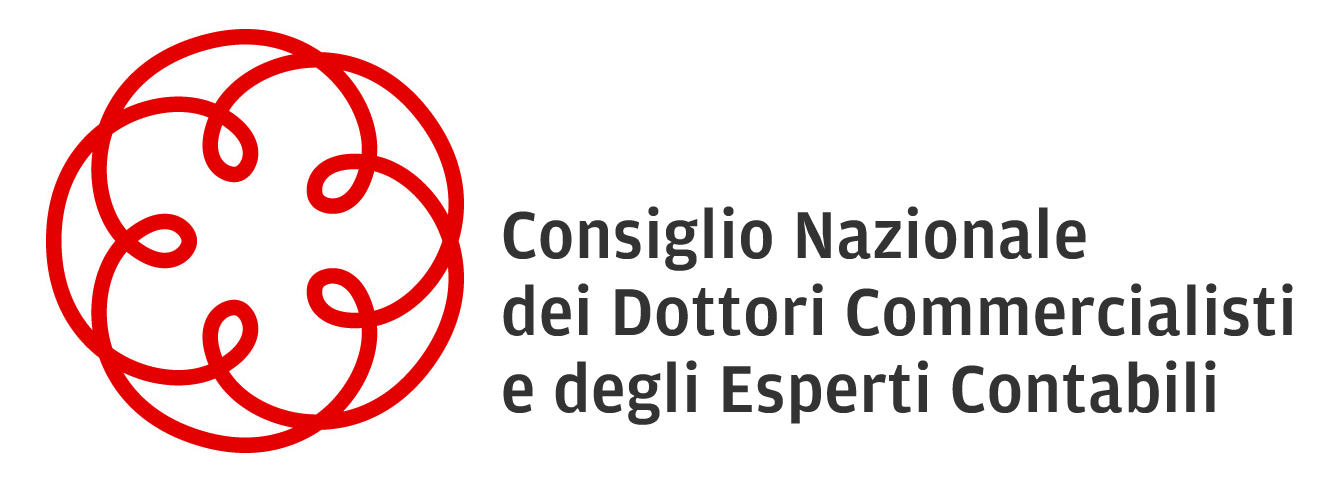 Consiglio Nazionale
dei Dottori Commercialisti
e degli Esperti Contabili